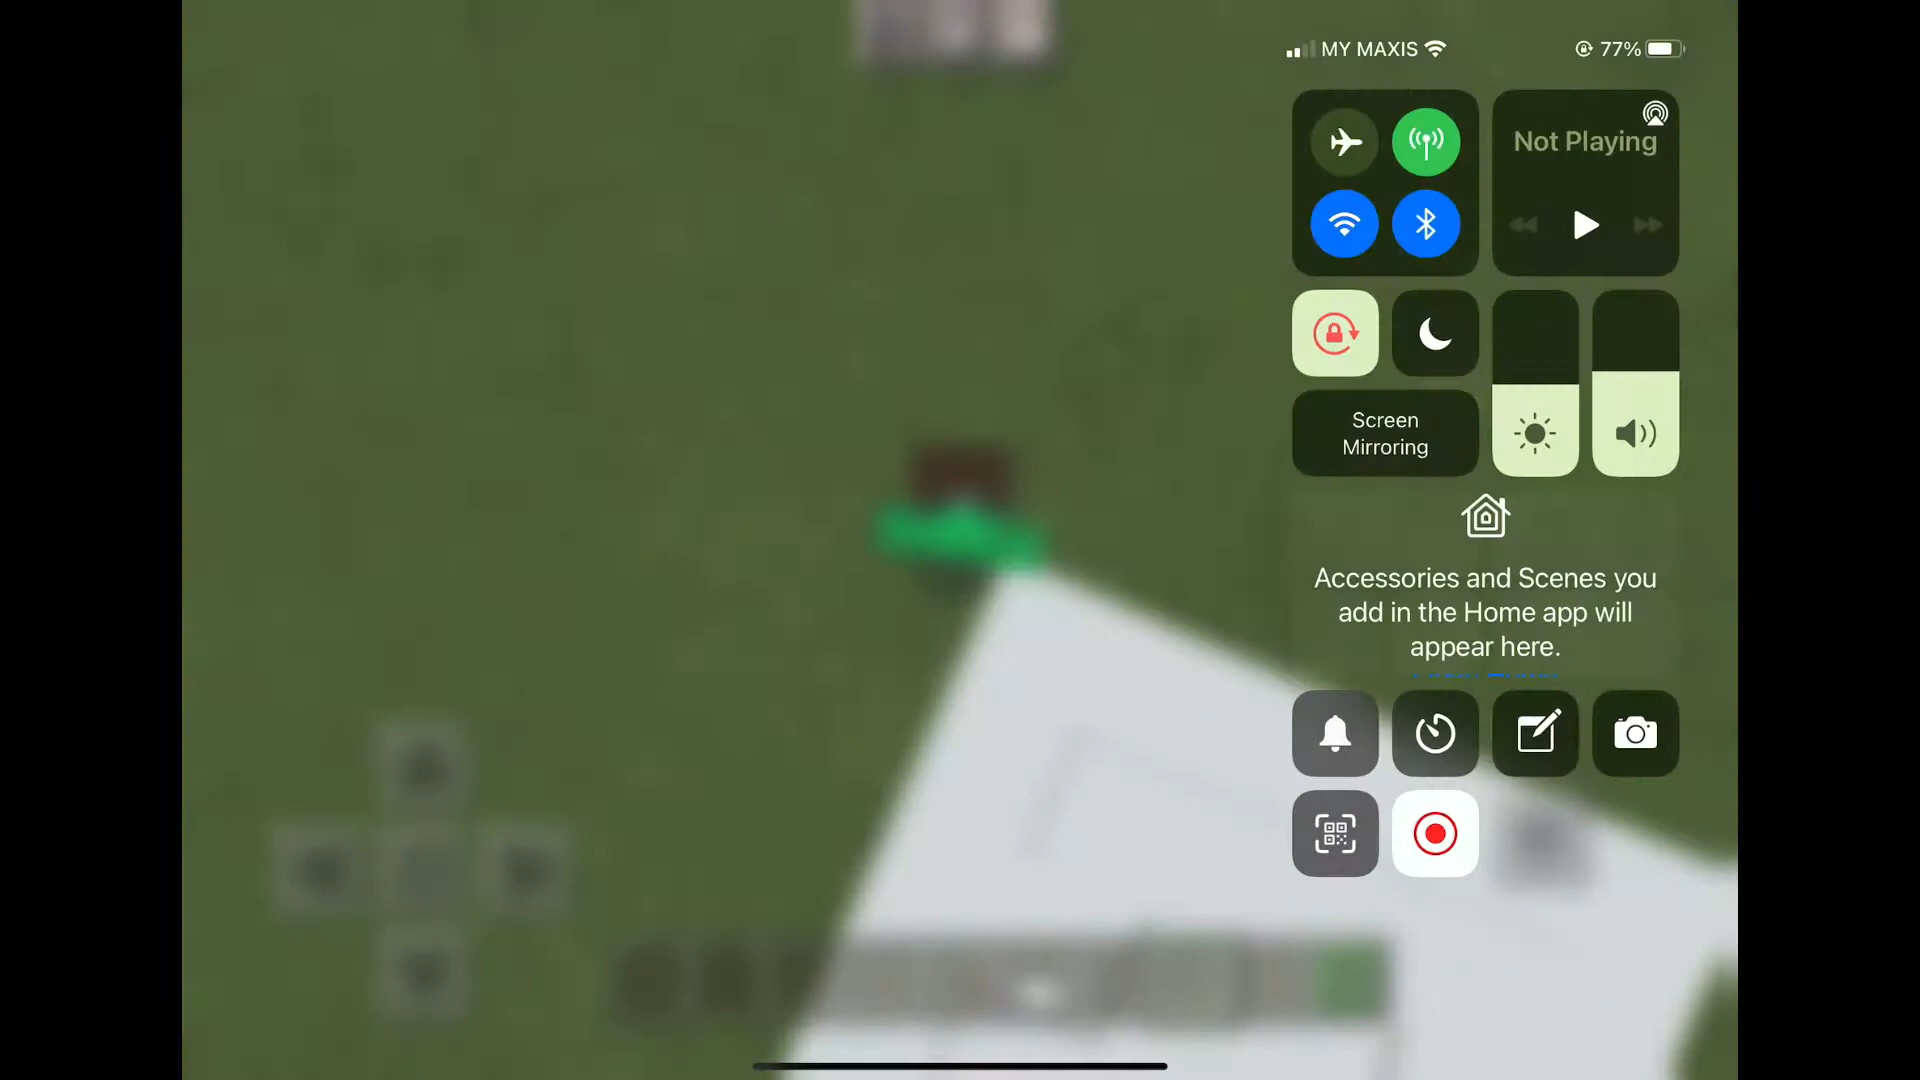 MY MAXIS
77%
Not Playing
Screen
Mirroring
Accessories and Scenes you
add in the Home app will
appear here.